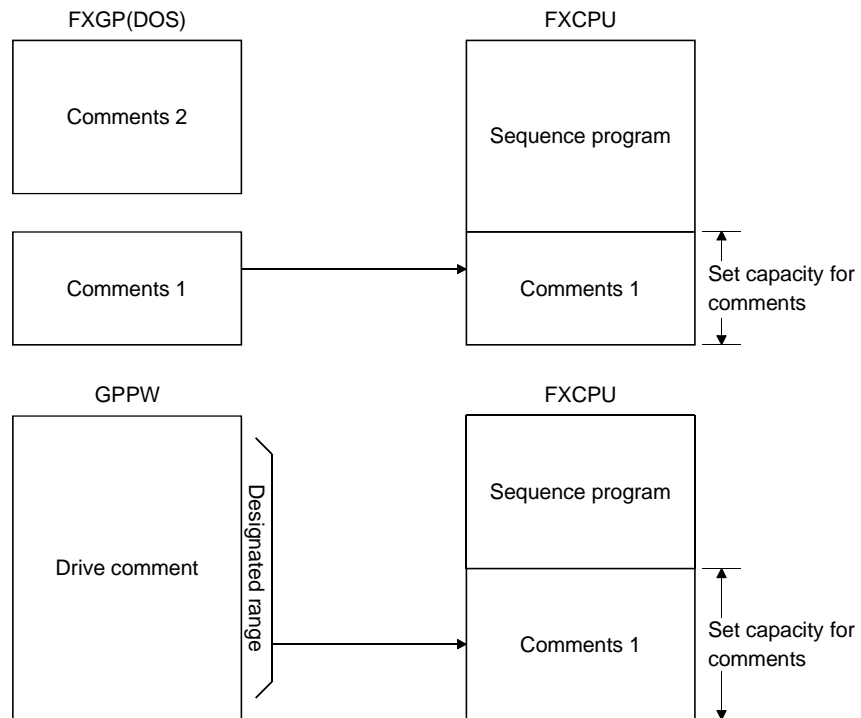 FXGP(DOS)
FXCPU
Comments 2
Sequence program
Comments 1
Comments 1
Set capacity for
comments
GPPW
FXCPU
Drive comment
Designated range
Sequence program
Comments 1
Set capacity for
comments